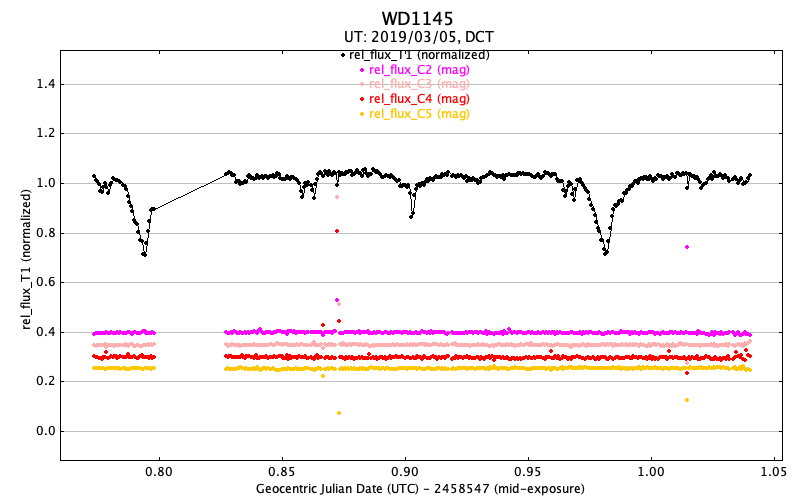 WD1145
UT: 2019/03/05, DCT
rel_flux_T1 (normalized)
rel_flux_C2 (mag)
rel_flux_C3 (mag)
rel_flux_C4 (mag)
rel_flux_C5 (mag)
rel_flux_T1 (normalized)
1.4
1.2
1.0
0.8
0.6
0.4
0.2
0.0
0.80 0.85 0.90 0.95 1.00 1.05
Geocentric Julian Date (UTC) - 2458547 (mid-exposure)